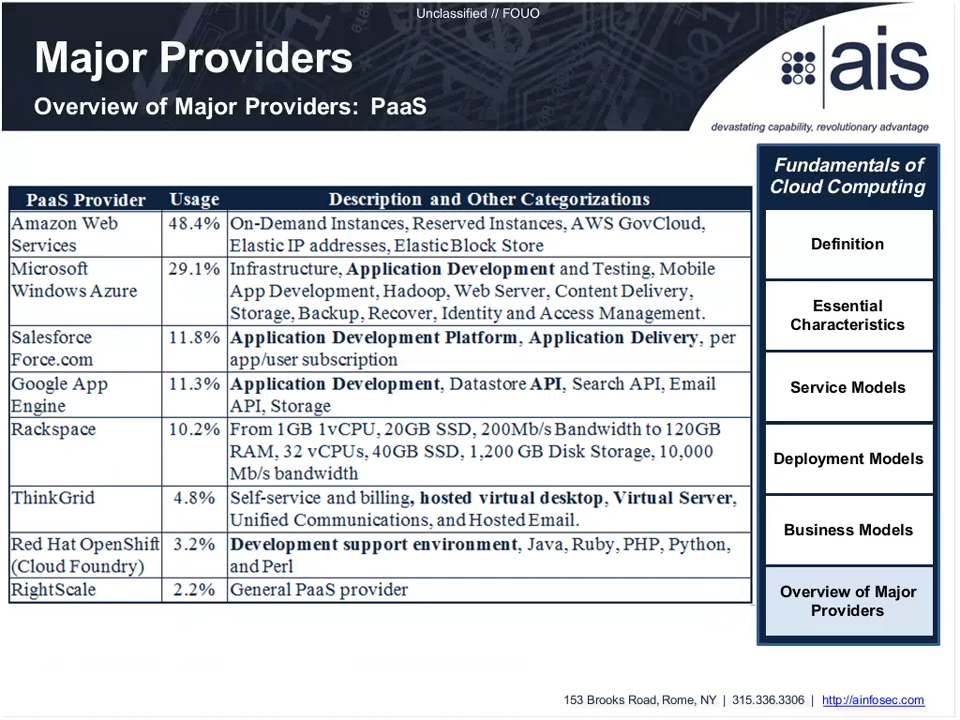 Unclassified // FOUO
Major Providers
Overview of Major Providers: PaaS
ais
devastating capability, revolutionary advantage
PaaS Provider Usage Description and Other Categorizations
Amazon Web Services 48.4% On-Demand Instances, Reserved Instances, AWS GovCloud,
Elastic IP addresses, Elastic Block Store
Microsoft Windows Azure 29.1% Infrastructure, Application Development and Testing, Mobile
App Development, Hadoop, Web Server, Content Delivery,
Storage, Backup, Recover, Identity and Access Management.
Salesforce Force.com 11.8% Application Development Platform, Application Delivery, per
app/user subscription
Google App Engine 11.3% Application Development, Datastore API, Search API, Email
API, Storage
Rackspace 10.2% From 1GB 1vCPU, 20GB SSD, 200Mb/s Bandwidth to 120GB
RAM, 32 vCPUs, 40GB SSD, 1,200 GB Disk Storage, 10,000
Mb/s bandwidth
ThinkGrid 4.8% Self-service and billing, hosted virtual desktop, Virtual Server,
Unified Communications, and Hosted Email.
Red Hat OpenShift (Cloud Foundry) 3.2% Development support environment, Java, Ruby, PHP, Python,
and Perl
RightScale 2.2% General PaaS provider
Fundamentals of
Cloud Computing
Definition
Essential
Characteristics
Service Models
Deployment Models
Business Models
Overview of Major
Providers
153 Brooks Road, Rome, NY | 315.336.3306 | http://ainfosec.com